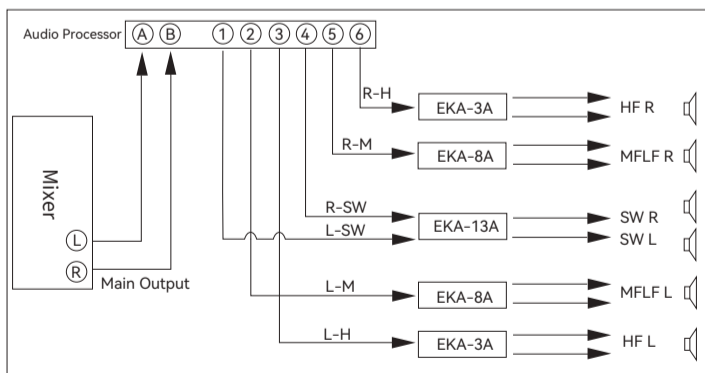 Audio Processor A B 1 2 3 4 5 6
R-H EKA-3A HF R
R-M EKA-8A MFLF R
Mixer
R-SW SW R
EKA-13A
L-SW SW L
L
R
Main Output
L-M EKA-8A MFLF L
L-H EKA-3A HF L